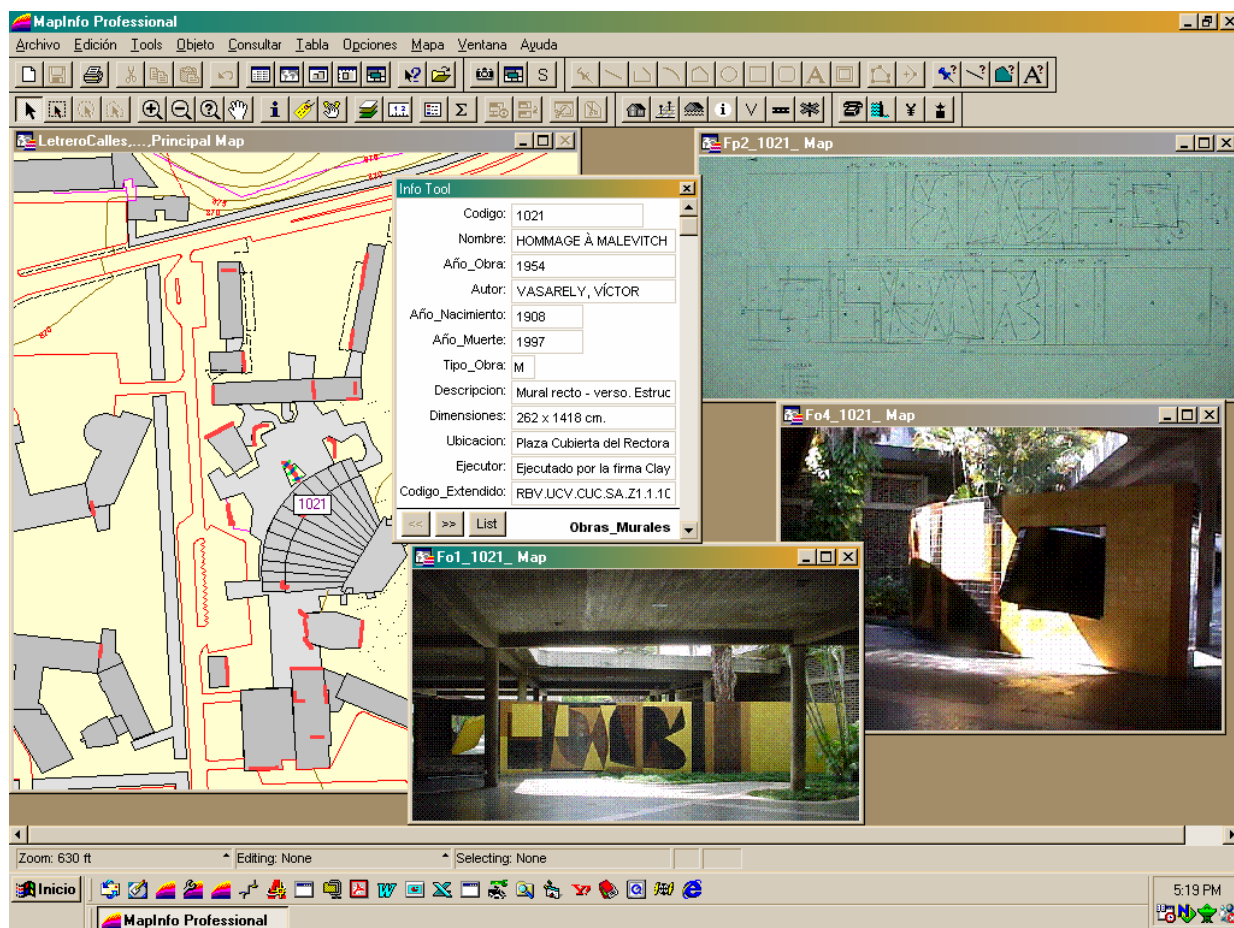 MapInfo Professional
Archivo Edición Tools Objeto Consultar Tabla Opciones Mapa Ventana Ayuda
S
A
A?
1.2
i
Σ
i
V
¥
LetreroCalles,...,Principal Map
870
1021
Info Tool
Codigo: 1021
Nombre: HOMMAGE À MALEVITCH
Año_Obra: 1954
Autor: VASARELY, VÍCTOR
Año_Nacimiento: 1908
Año_Muerte: 1997
Tipo_Obra: M
Descripcion: Mural recto - verso. Estruc
Dimensiones: 262 x 1418 cm.
Ubicacion: Plaza Cubierta del Rectora
Ejecutor: Ejecutado por la firma Clay
Codigo_Extendido: RBV.UCV.CUC.SA.Z1.1.10
<< >> List Obras_Murales
Fp2_1021_ Map
Fo4_1021_ Map
Fo1_1021_ Map
Zoom: 630 ft Editing: None Selecting: None
Inicio
5:19 PM
MapInfo Professional